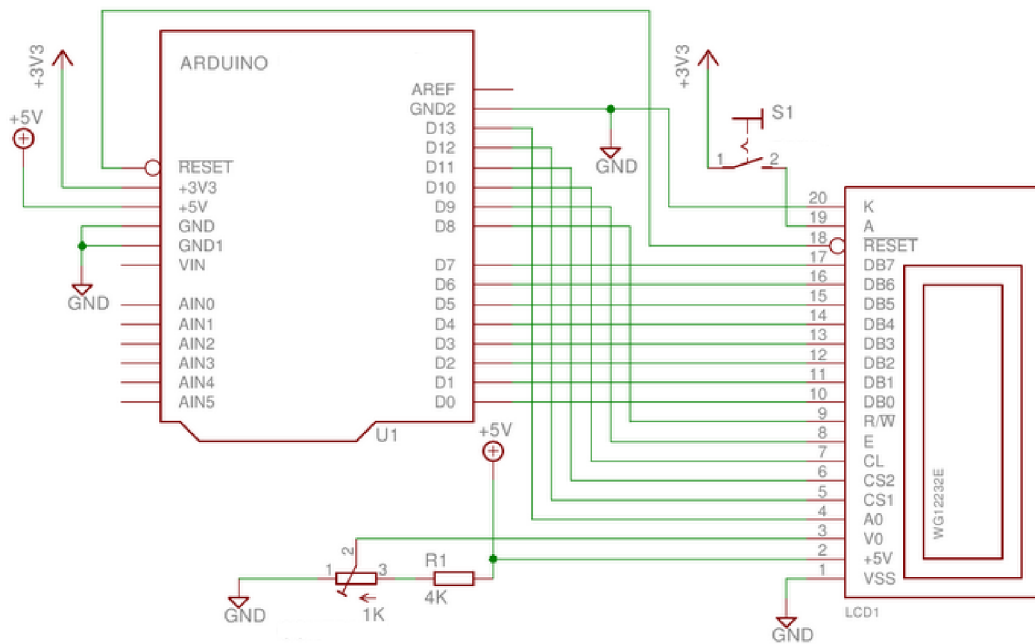 +3V3
+5V
ARDUINO
RESET
+3V3
+5V
GND
GND1
VIN
AIN0
AIN1
AIN2
AIN3
AIN4
AIN5
GND
AREF
GND2
D13
D12
D11
D10
D9
D8
D7
D6
D5
D4
D3
D2
D1
D0
U1
GND
+3V3
S1
1 2
20 K
19 A
18 RESET
17 DB7
16 DB6
15 DB5
14 DB4
13 DB3
12 DB2
11 DB1
10 DB0
9 R/W
8 E
7 CL
6 CS2
5 CS1
4 A0
3 V0
2 +5V
1 VSS
WG12232E
LCD1
GND
+5V
2
1 3
1K
R1
4K
GND